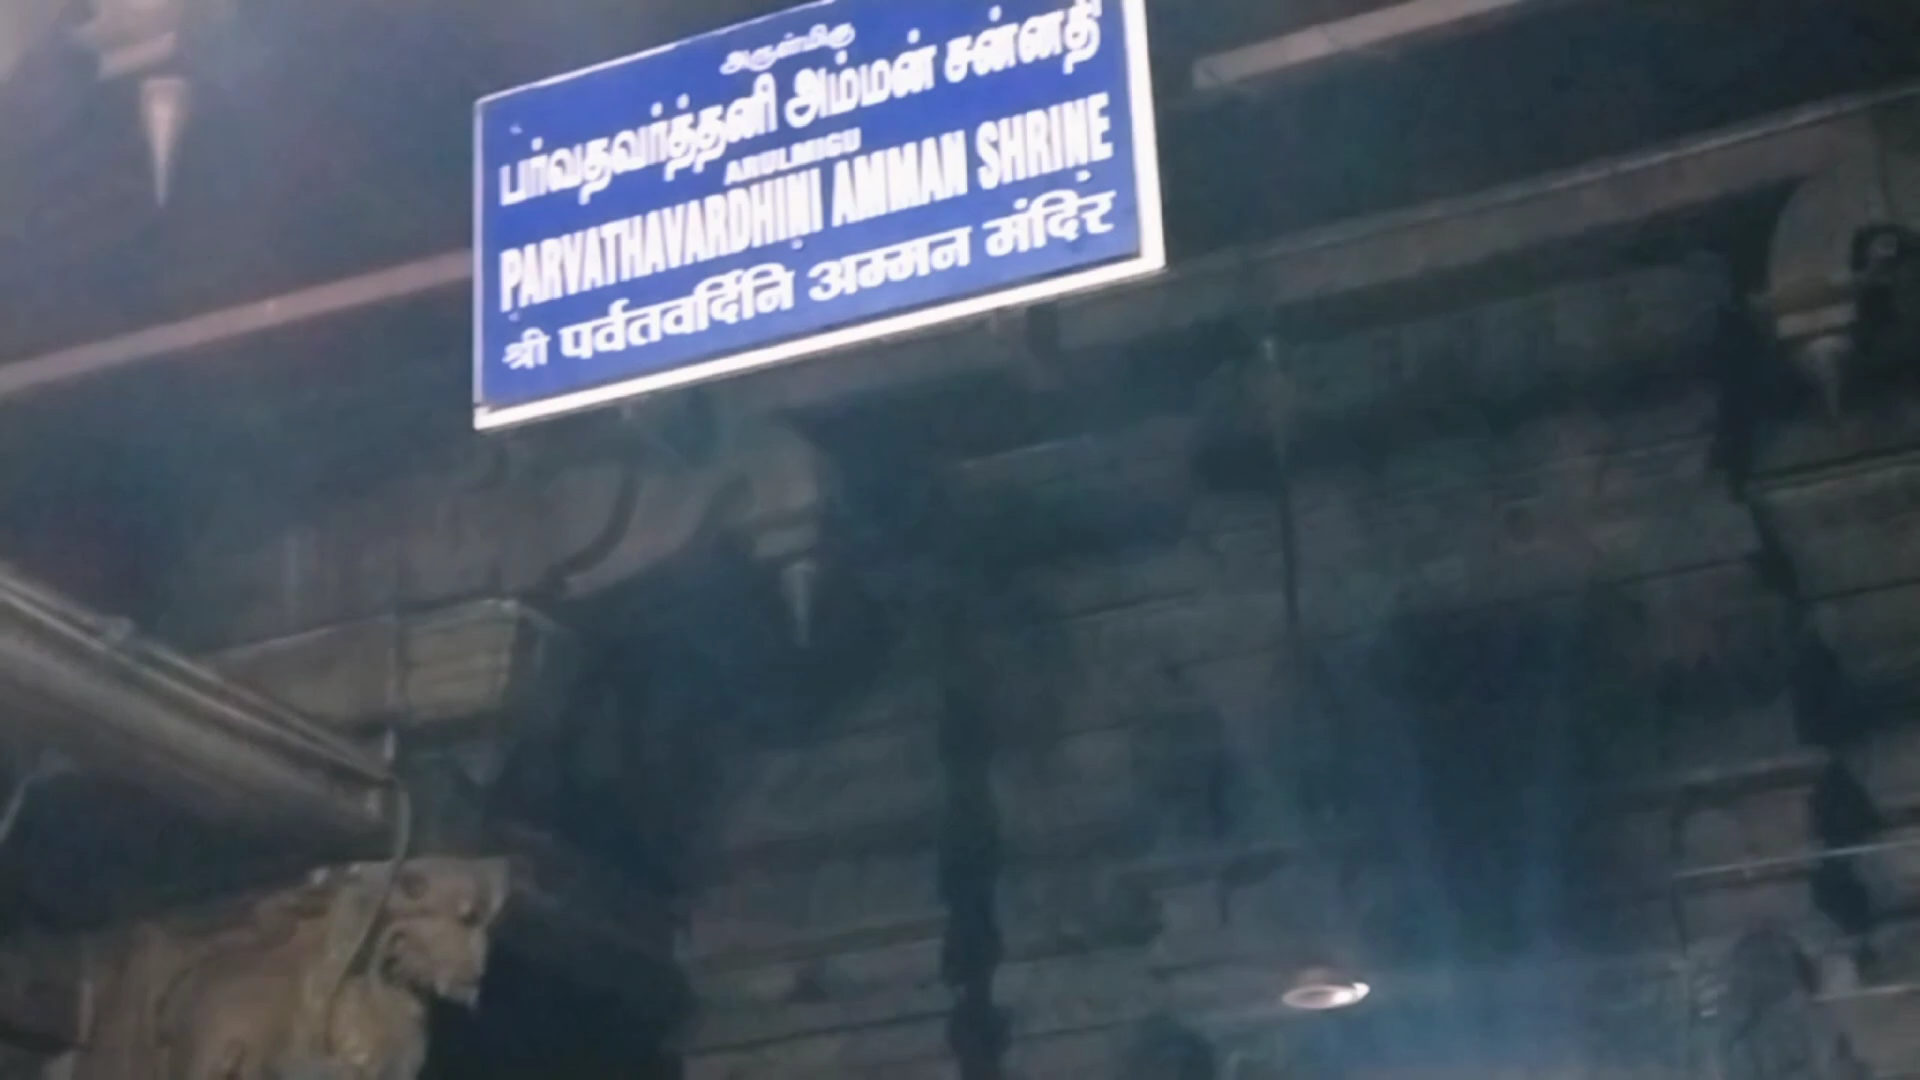 அருள்மிகு
பர்வதவர்த்தனி அம்மன் சன்னதி
ARULMIGU
PARVATHAVARDHINI AMMAN SHRINE
श्री पर्वतवर्दिनि अम्मन मंदिर